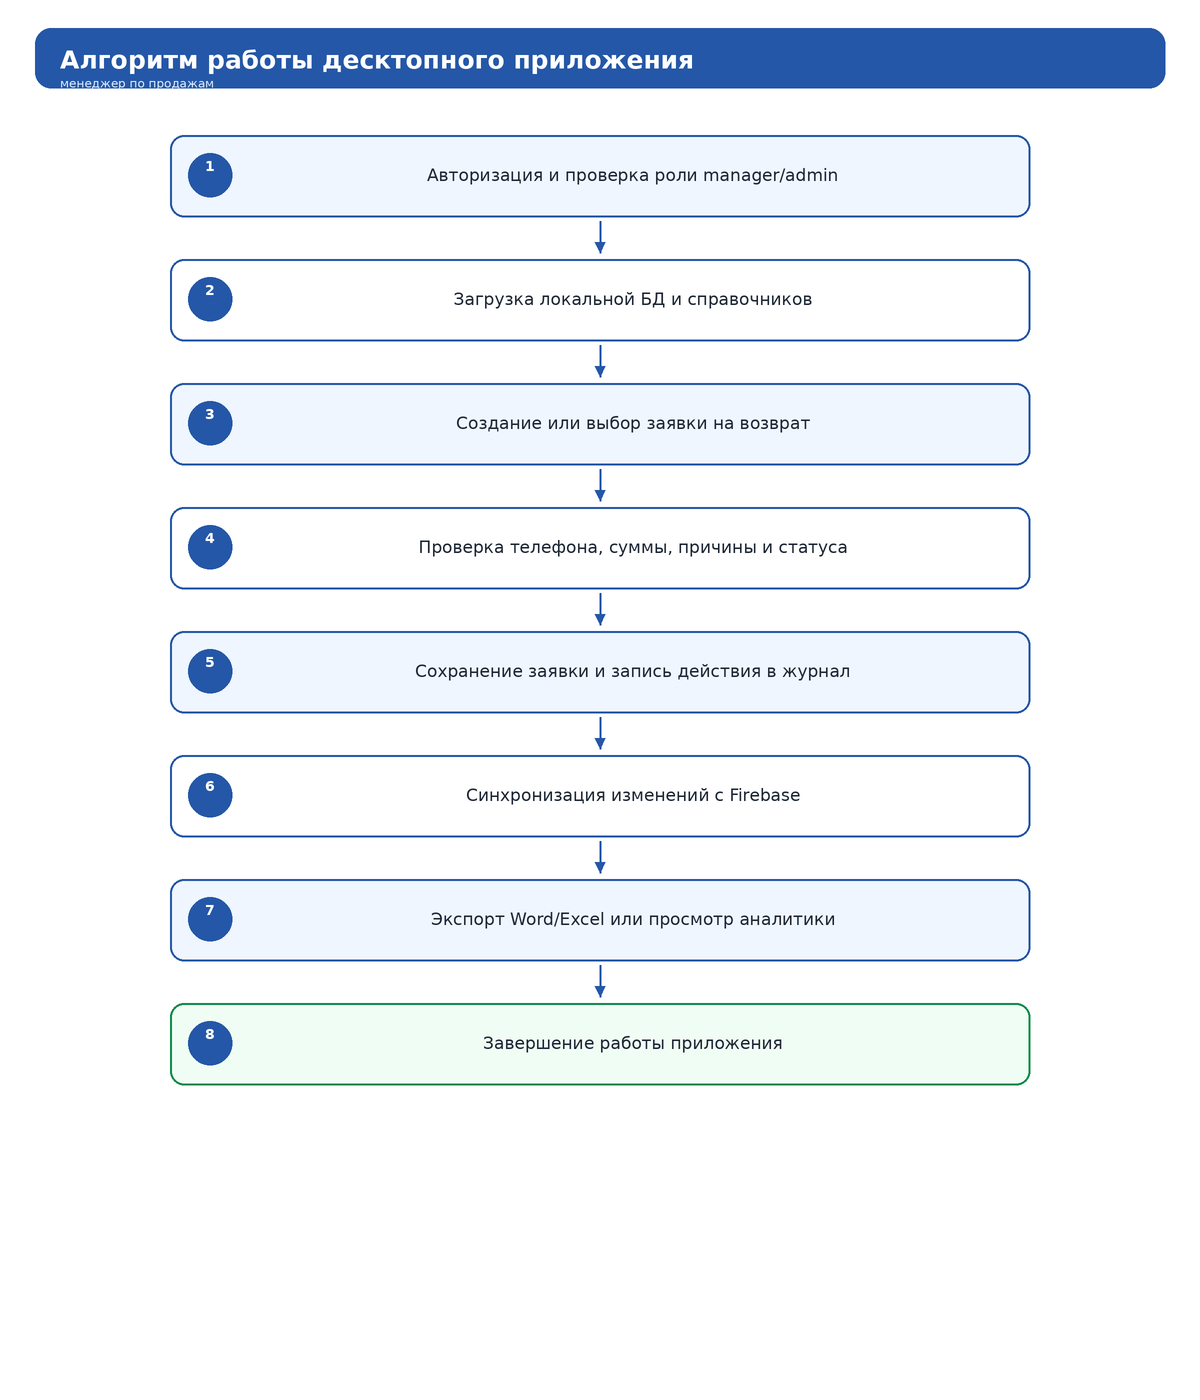 Алгоритм работы десктопного приложения
менеджер по продажам
1
Авторизация и проверка роли manager/admin
2
Загрузка локальной БД и справочников
3
Создание или выбор заявки на возврат
4
Проверка телефона, суммы, причины и статуса
5
Сохранение заявки и запись действия в журнал
6
Синхронизация изменений с Firebase
7
Экспорт Word/Excel или просмотр аналитики
8
Завершение работы приложения